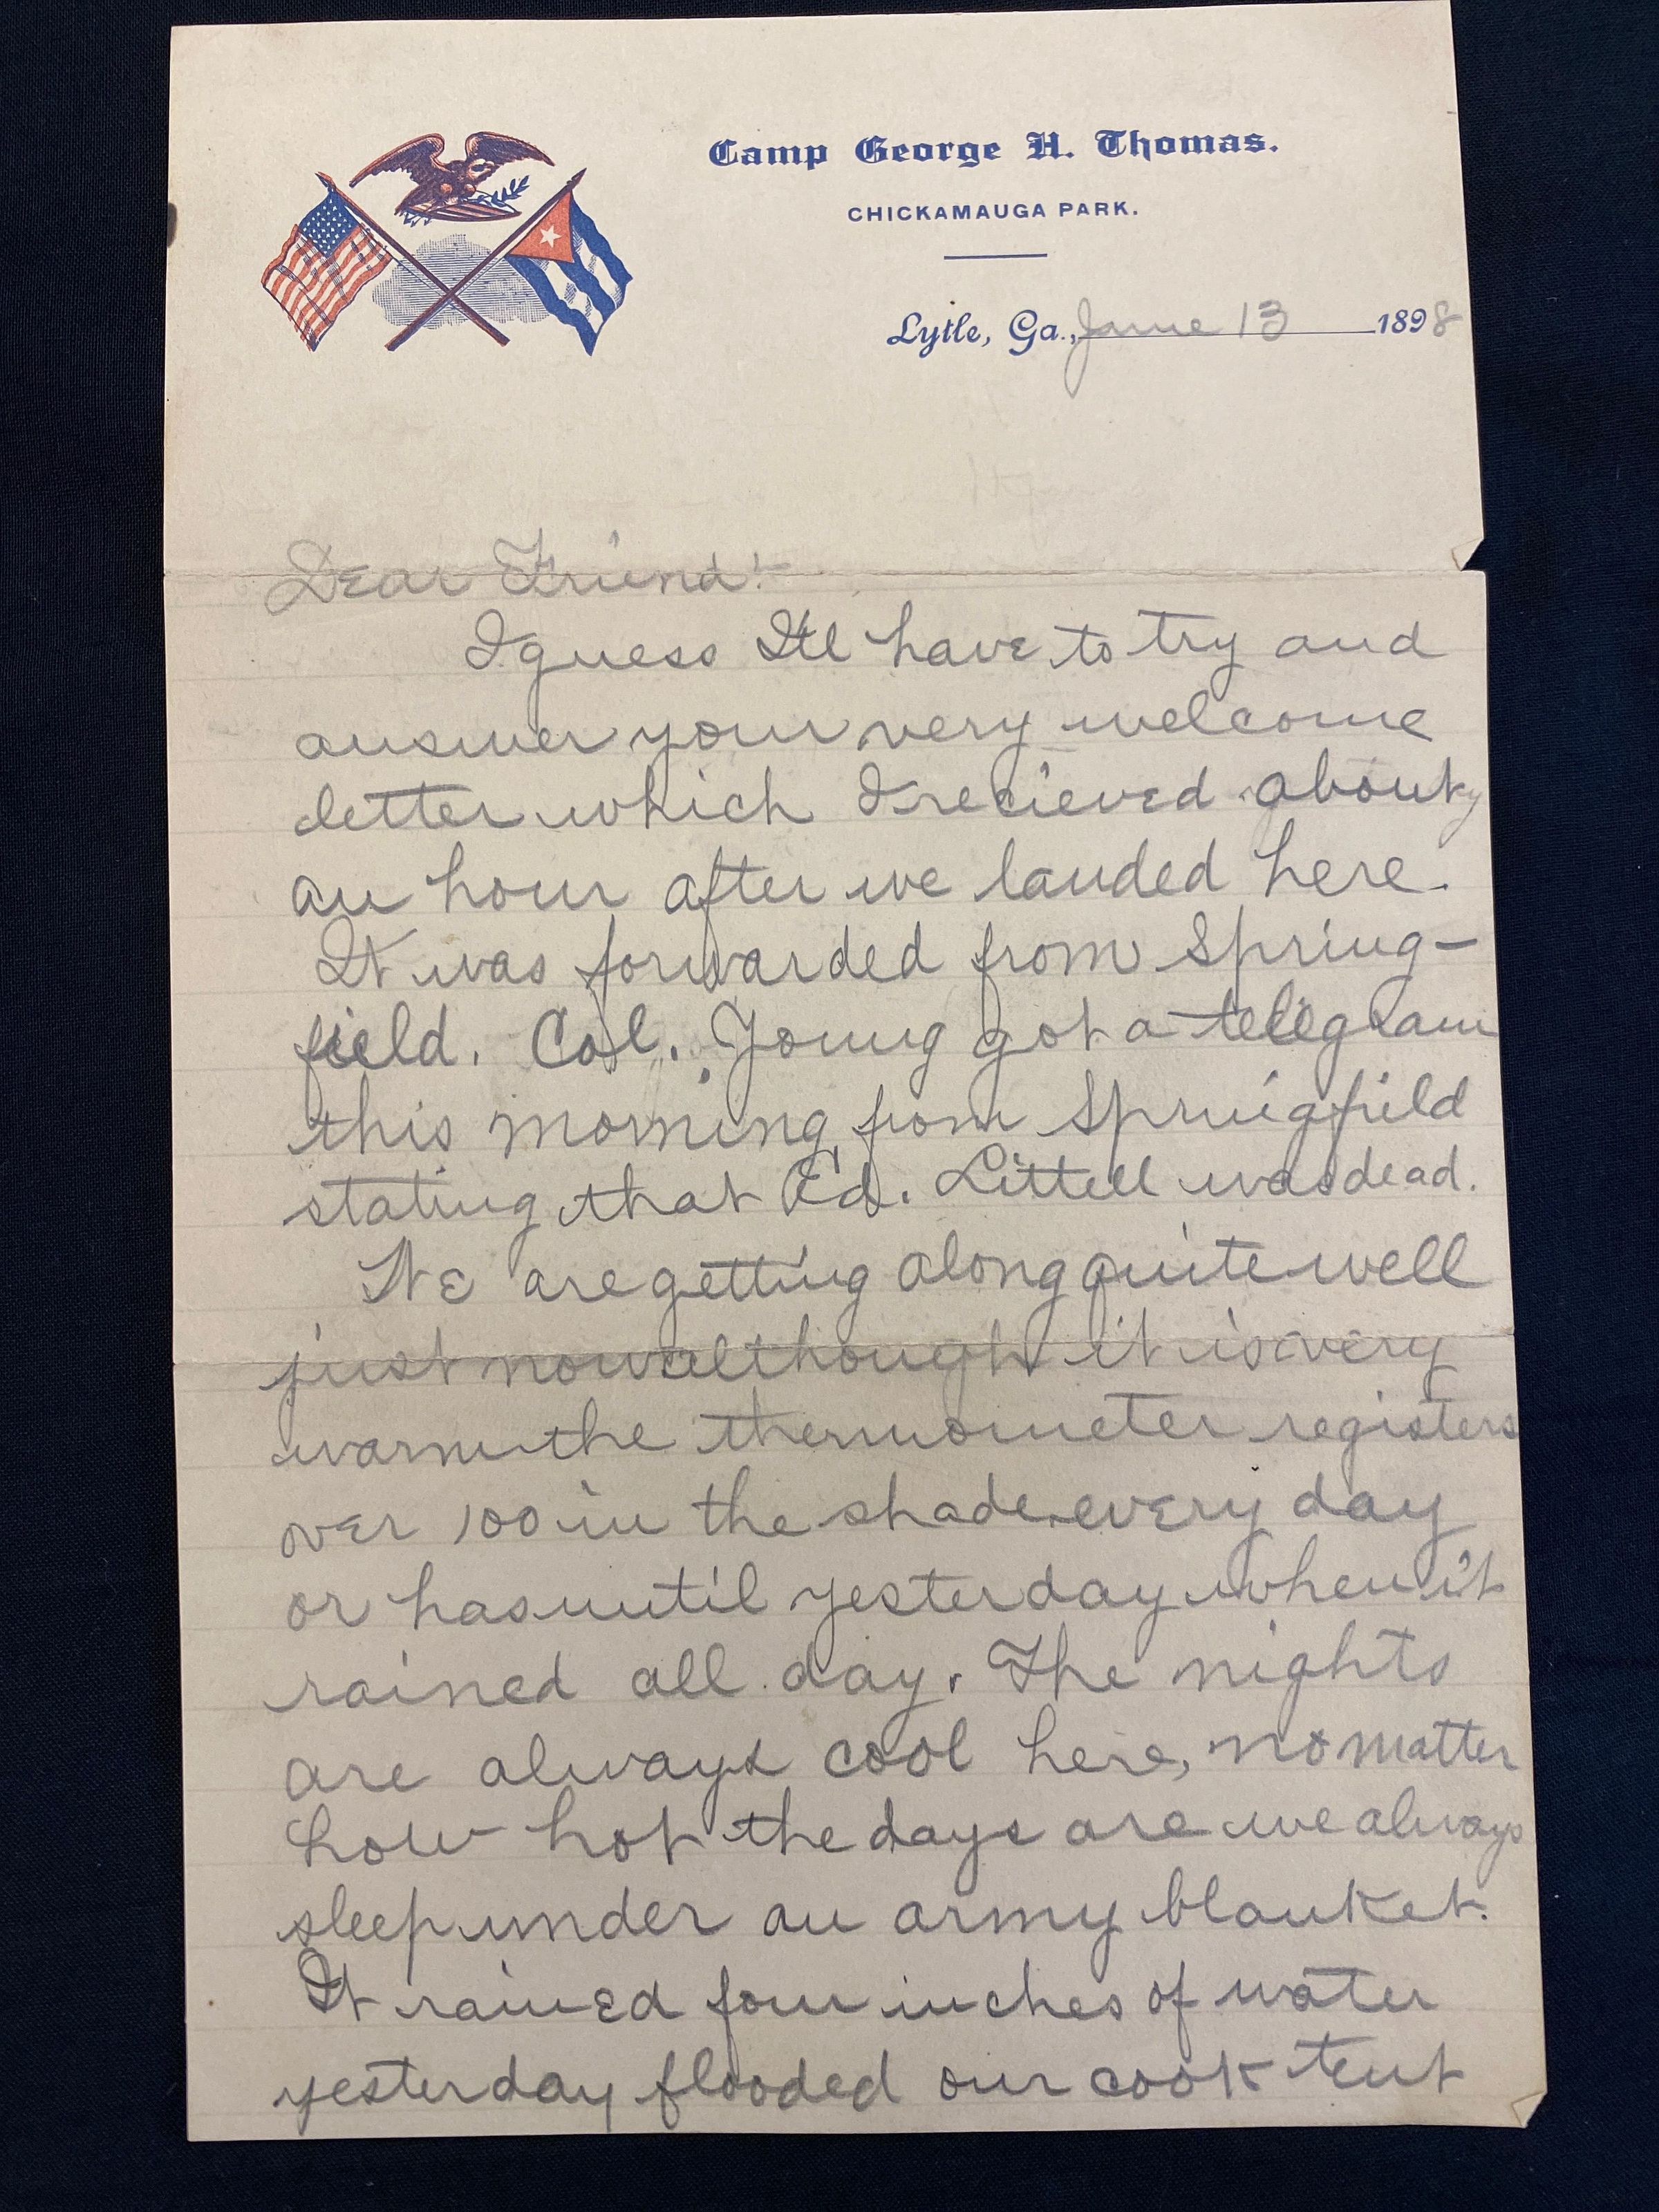 Camp George H. Thomas.
CHICKAMAUGA PARK.
Lytle, Ga., June 13 1898
Dear Friend:-
I guess I'll have to try and
answer your very welcome
letter which I recieved about
an hour after we landed here.
It was forwarded from Spring-
field. Col. Young got a telegram
this morning from Springfield
stating that Ed. Littell was dead.
We are getting along quite well
just now although it is very
warm the thermometer registers
over 100 in the shade every day
or has until yesterday when it
rained all day. The nights
are always cool here, no matter
how hot the days are we always
sleep under an army blanket.
It rained four inches of water
yesterday flooded our cook tent